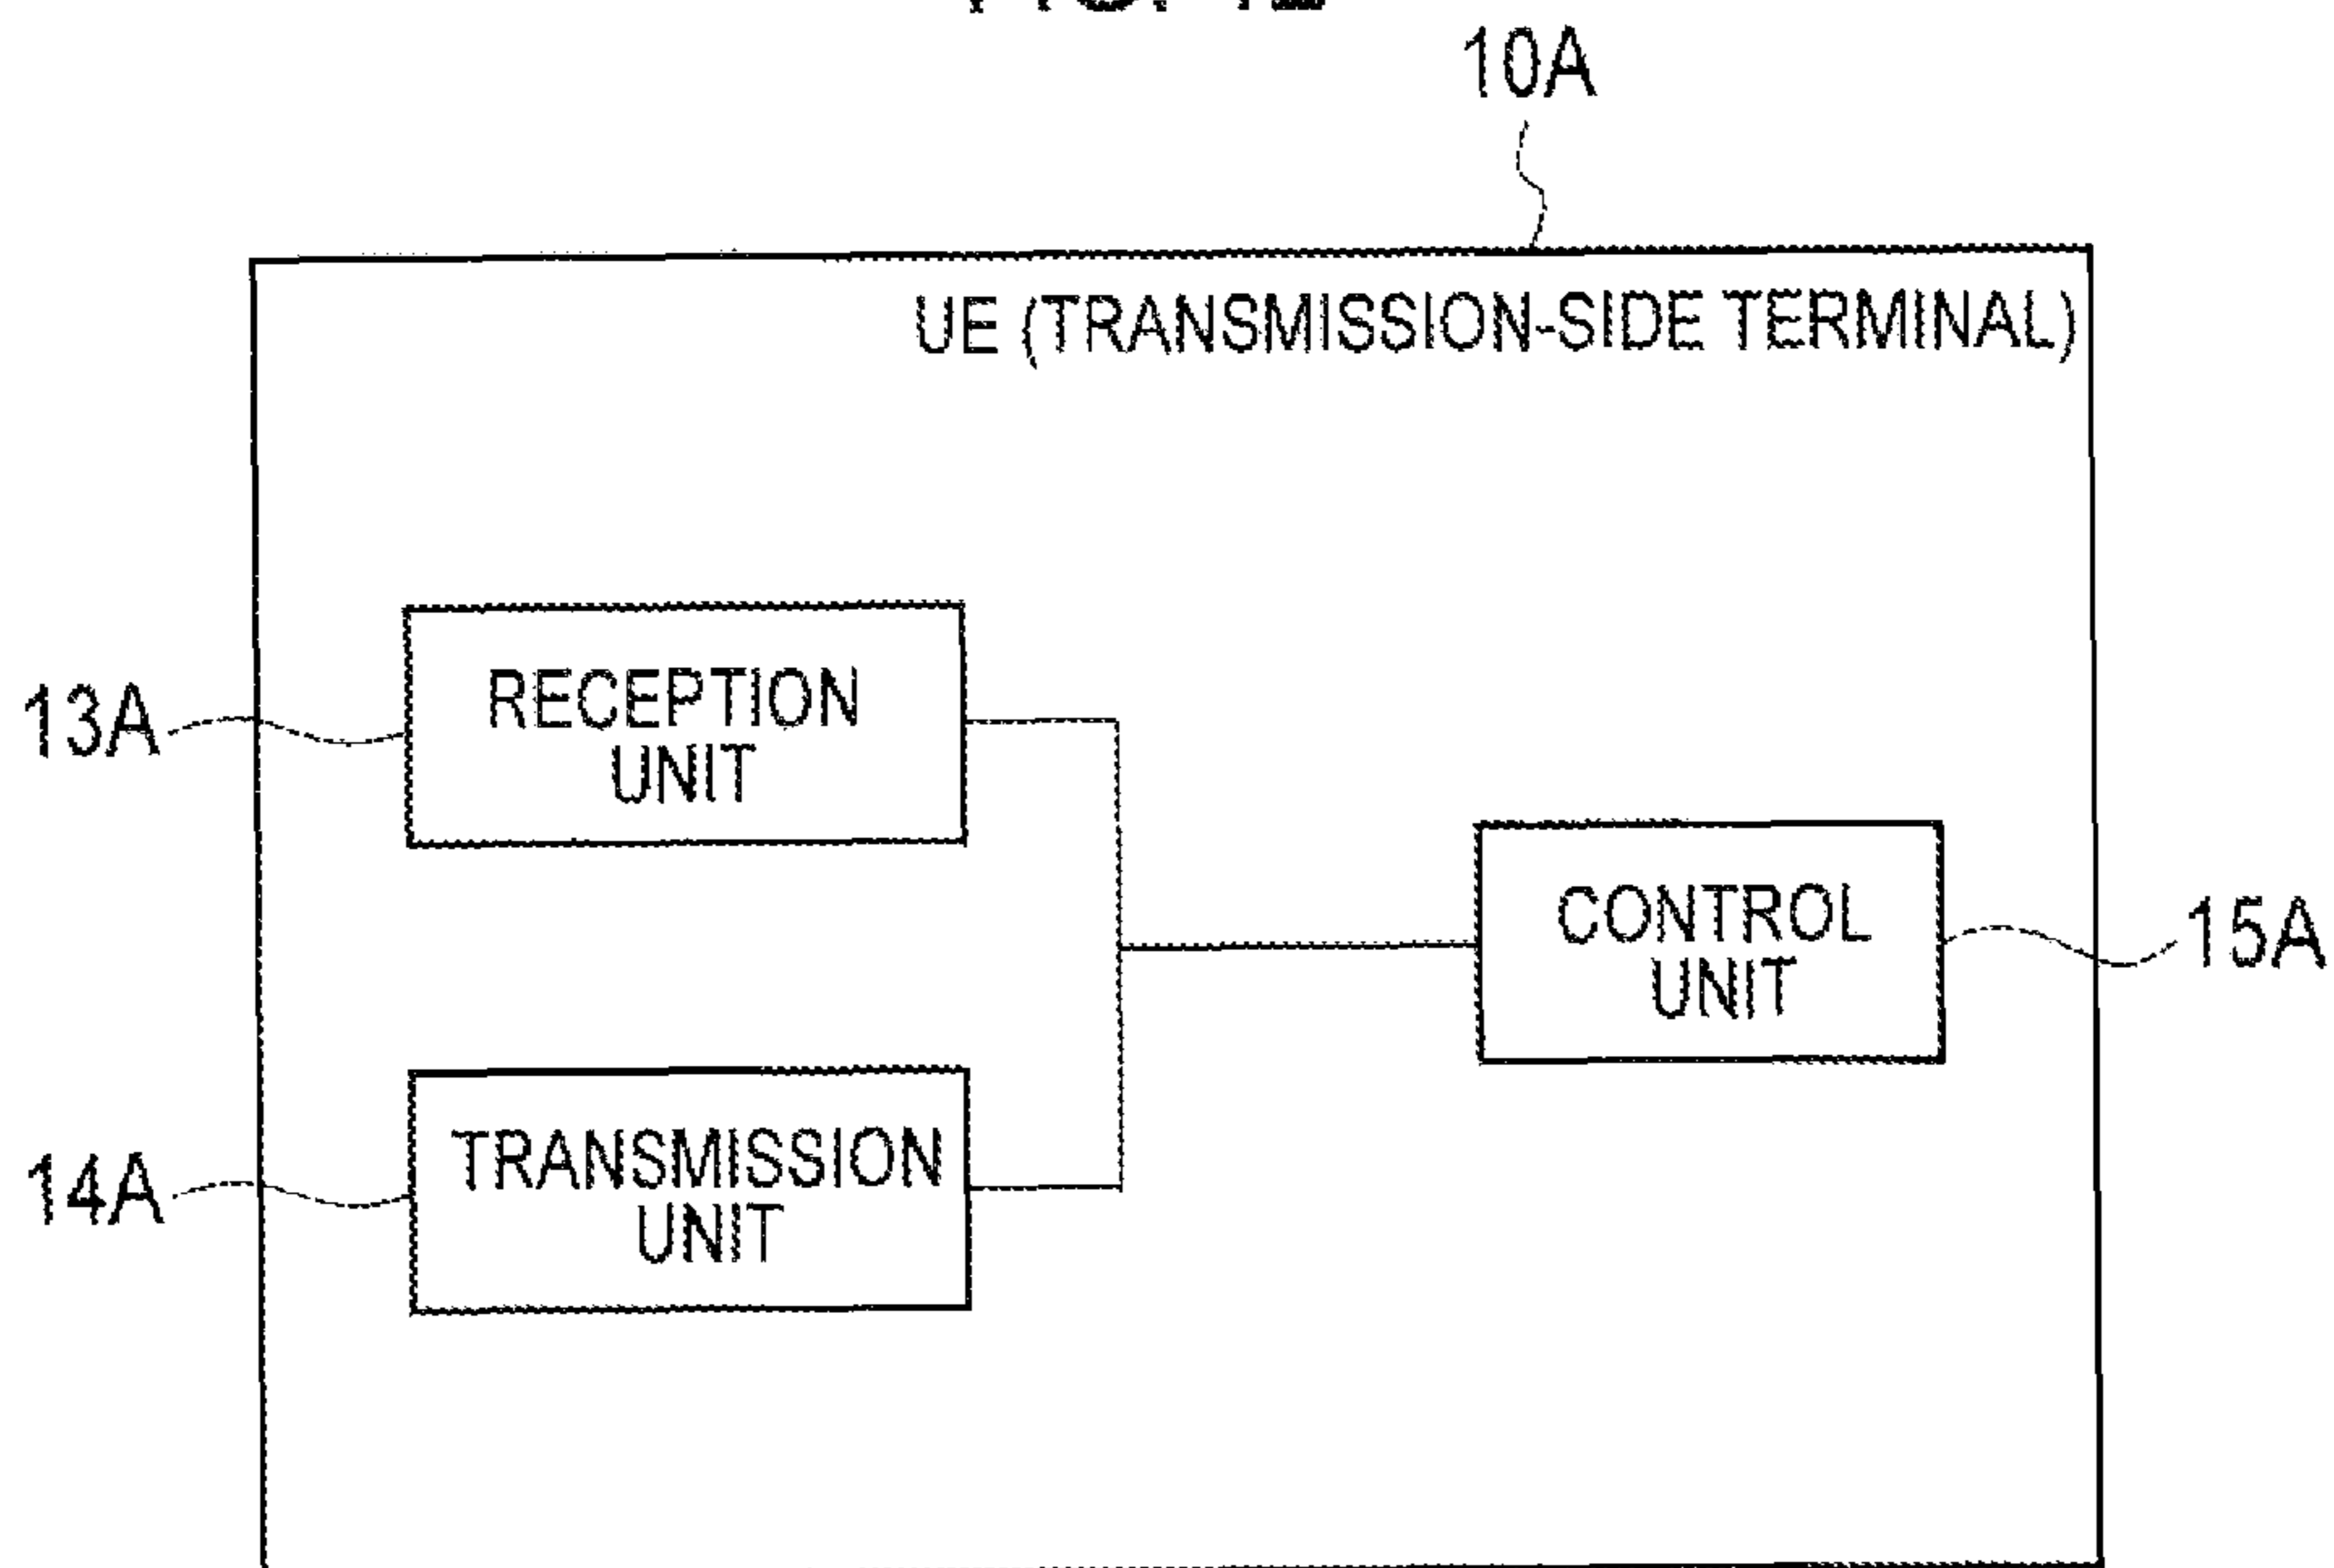 10A
UE (TRANSMISSION-SIDE TERMINAL)
RECEPTION
UNIT
13A
CONTROL
UNIT
15A
TRANSMISSION
UNIT
14A